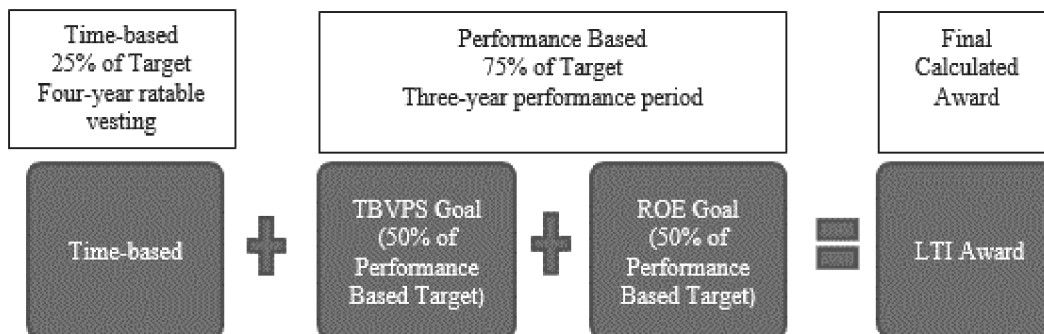 Time-based
25% of Target
Four-year ratable
vesting
Performance Based
75% of Target
Three-year performance period
Final
Calculated
Award
Time-based
TBVPS Goal
(50% of
Performance
Based Target)
ROE Goal
(50% of
Performance
Based Target)
LTI Award